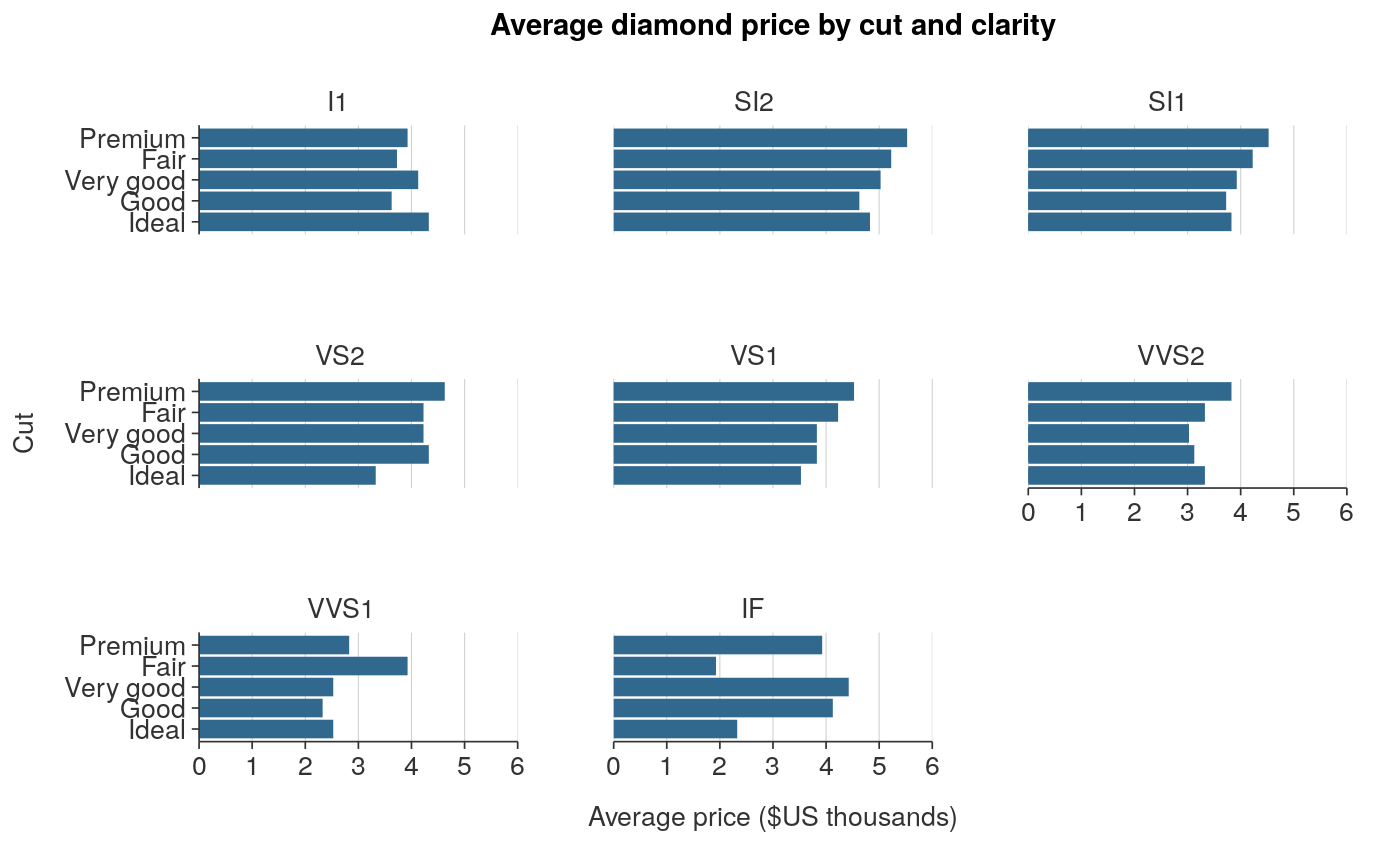 Average diamond price by cut and clarity
I1
SI2
SI1
Premium
Fair
Very good
Good
Ideal
VS2
VS1
VVS2
Cut
Premium
Fair
Very good
Good
Ideal
0 1 2 3 4 5 6
VVS1
IF
Premium
Fair
Very good
Good
Ideal
0 1 2 3 4 5 6
0 1 2 3 4 5 6
Average price ($US thousands)